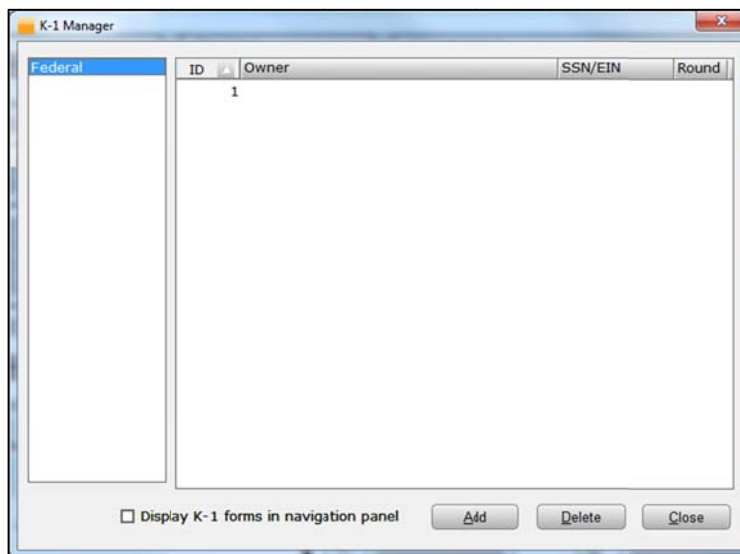 K-1 Manager
Federal
ID Owner SSN/EIN Round
1
Display K-1 forms in navigation panel Add Delete Close